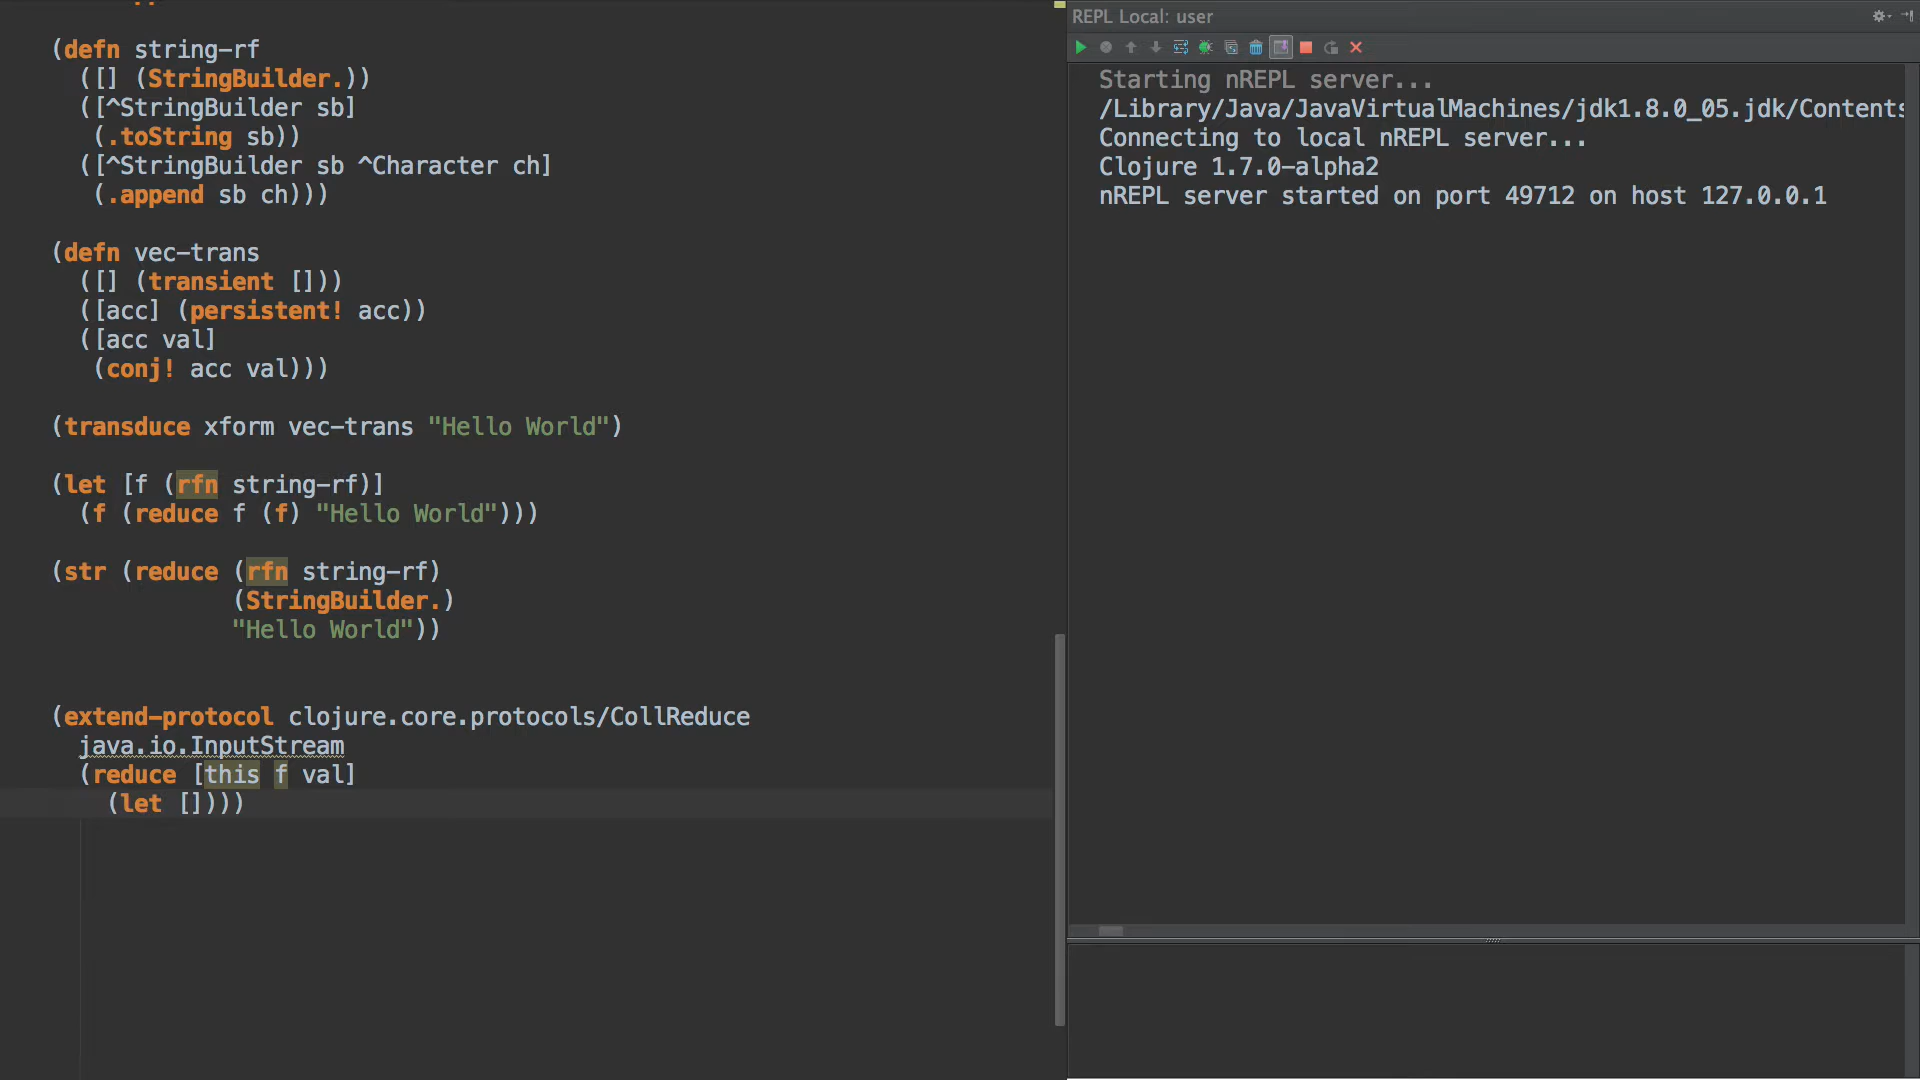 (defn string-rf
([] (StringBuilder.))
([^StringBuilder sb]
(.toString sb))
([^StringBuilder sb ^Character ch]
(.append sb ch)))
(defn vec-trans
([] (transient []))
([acc] (persistent! acc))
([acc val]
(conj! acc val)))
(transduce xform vec-trans "Hello World")
(let [f (rfn string-rf)]
(f (reduce f (f) "Hello World")))
(str (reduce (rfn string-rf)
(StringBuilder.)
"Hello World"))
(extend-protocol clojure.core.protocols/CollReduce
java.io.InputStream
(reduce [this f val]
(let [])))
REPL Local: user
Starting nREPL server...
/Library/Java/JavaVirtualMachines/jdk1.8.0_05.jdk/Contents
Connecting to local nREPL server...
Clojure 1.7.0-alpha2
nREPL server started on port 49712 on host 127.0.0.1